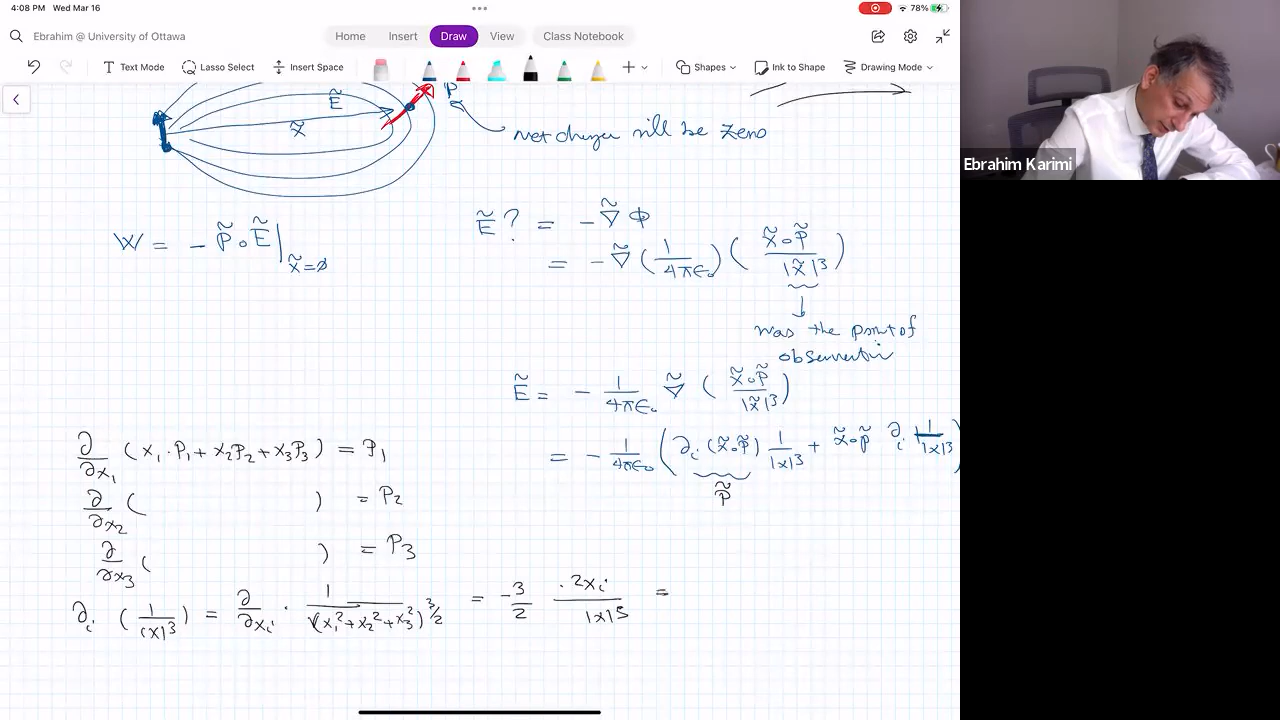 4:08 PM Wed Mar 16
78%
Ebrahim @ University of Ottawa
Home Insert Draw View Class Notebook
Text Mode Lasso Select Insert Space Shapes Ink to Shape Drawing Mode
Ebrahim Karimi
Ẽ
x̃
P
net charge will be zero
W = - P̃ ∘ Ẽ |x̃=0
Ẽ ? = - ∇̃ Φ
= - ∇̃ (1/4πϵ₀) (x̃ ∘ P̃ / |x̃|³)
was the point of
observation
Ẽ = - 1/4πϵ₀ ∇̃ (x̃ ∘ P̃ / |x̃|³)
= - 1/4πϵ₀ (∂ᵢ (x̃ ∘ P̃) 1/|x|³ + x̃ ∘ P̃ ∂ᵢ 1/|x|³)
P̃
∂/∂x₁ (x₁ · P₁ + x₂P₂ + x₃P₃) = P₁
∂/∂x₂ ( ) = P₂
∂/∂x₃ ( ) = P₃
∂ᵢ (1/|x|³) = ∂/∂xᵢ · 1/(x₁² + x₂² + x₃²)^3/2 = -3/2 · 2xᵢ/|x|⁵ =